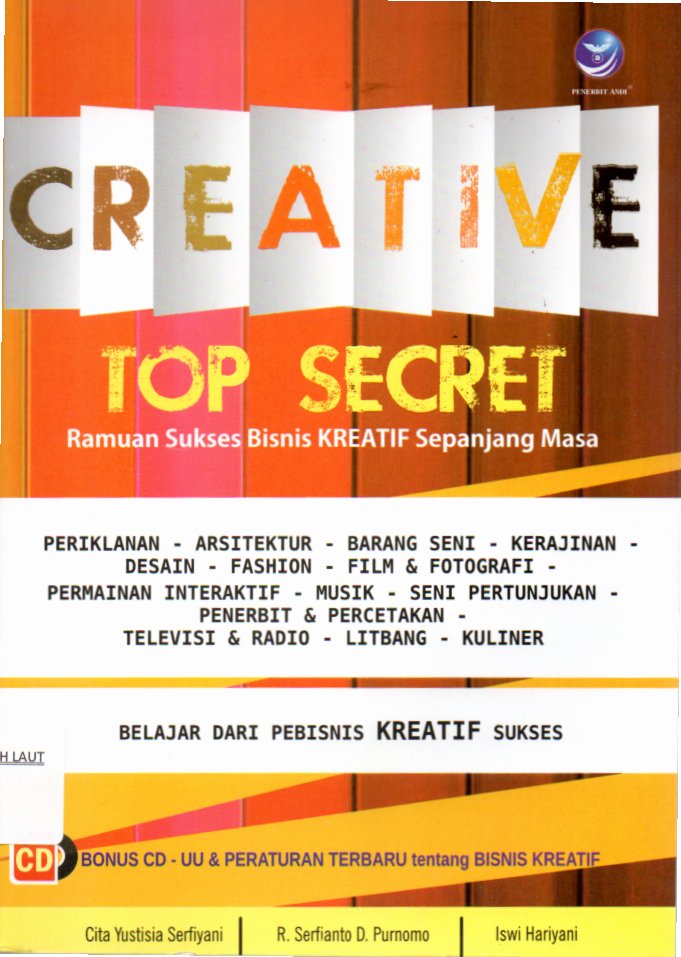 PENERBIT ANDI
CREATIVE
TOP SECRET
Ramuan Sukses Bisnis KREATIF Sepanjang Masa
PERIKLANAN - ARSITEKTUR - BARANG SENI - KERAJINAN -
DESAIN - FASHION - FILM & FOTOGRAFI -
PERMAINAN INTERAKTIF - MUSIK - SENI PERTUNJUKAN -
PENERBIT & PERCETAKAN -
TELEVISI & RADIO - LITBANG - KULINER
BELAJAR DARI PEBISNIS KREATIF SUKSES
H LAUT
CD
BONUS CD - UU & PERATURAN TERBARU tentang BISNIS KREATIF
Cita Yustisia Serfiyani | R. Serfianto D. Purnomo | Iswi Hariyani